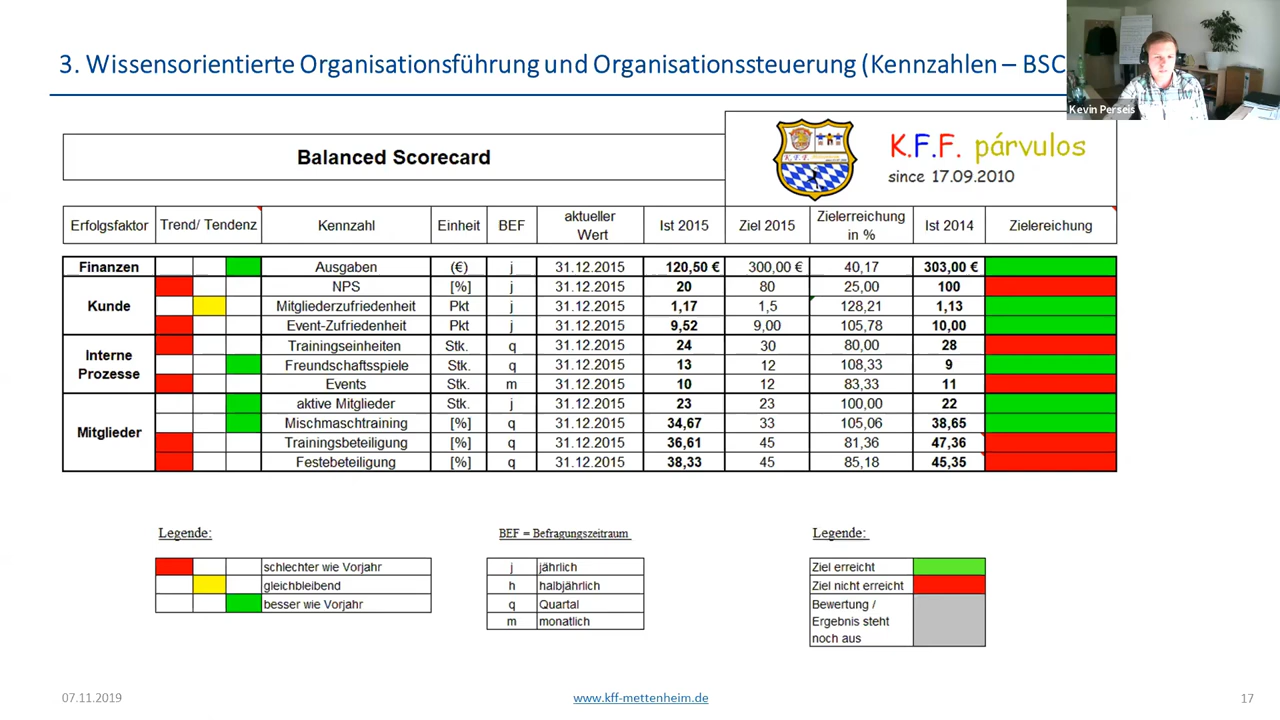 3. Wissensorientierte Organisationsführung und Organisationssteuerung (Kennzahlen – BSC
Kevin Perseis
Balanced Scorecard
K.F.F. párvulos
since 17.09.2010
Erfolgsfaktor Trend/ Tendenz Kennzahl Einheit BEF aktueller Wert Ist 2015 Ziel 2015 Zielerreichung in % Ist 2014 Zielereichung
Finanzen Ausgaben (€) j 31.12.2015 120,50 € 300,00 € 40,17 303,00 €
Kunde NPS [%] j 31.12.2015 20 80 25,00 100
Mitgliederzufriedenheit Pkt j 31.12.2015 1,17 1,5 128,21 1,13
Event-Zufriedenheit Pkt j 31.12.2015 9,52 9,00 105,78 10,00
Interne Prozesse Trainingseinheiten Stk. q 31.12.2015 24 30 80,00 28
Freundschaftsspiele Stk. q 31.12.2015 13 12 108,33 9
Events Stk. m 31.12.2015 10 12 83,33 11
Mitglieder aktive Mitglieder Stk. j 31.12.2015 23 23 100,00 22
Mischmaschtraining [%] q 31.12.2015 34,67 33 105,06 38,65
Trainingsbeteiligung [%] q 31.12.2015 36,61 45 81,36 47,36
Festebeteiligung [%] q 31.12.2015 38,33 45 85,18 45,35
Legende:
schlechter wie Vorjahr
gleichbleibend
besser wie Vorjahr
BEF = Befragungszeitraum
j jährlich
h halbjährlich
q Quartal
m monatlich
Legende:
Ziel erreicht
Ziel nicht erreicht
Bewertung /
Ergebnis steht
noch aus
07.11.2019
www.kff-mettenheim.de
17